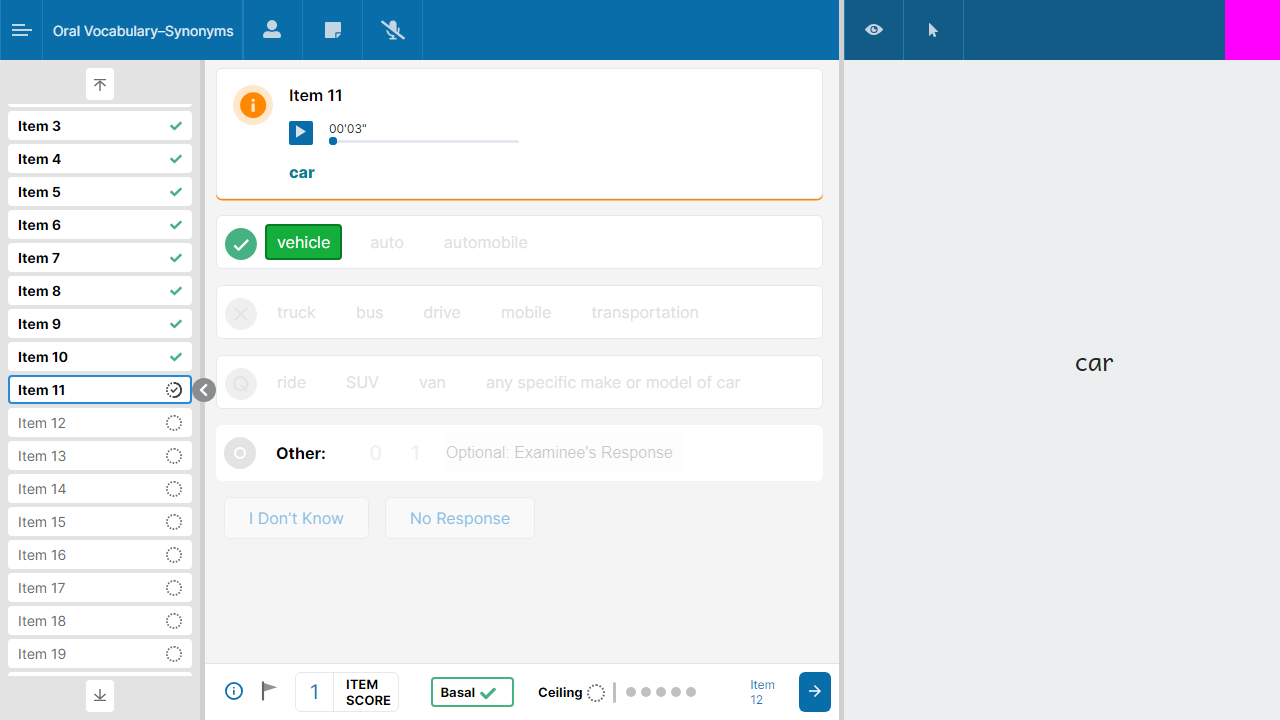 Oral Vocabulary–Synonyms
Item 3
Item 4
Item 5
Item 6
Item 7
Item 8
Item 9
Item 10
Item 11
Item 12
Item 13
Item 14
Item 15
Item 16
Item 17
Item 18
Item 19
Item 11
00'03"
car
vehicle auto automobile
truck bus drive mobile transportation
ride SUV van any specific make or model of car
Other: 0 1 Optional: Examinee's Response
I Don't Know No Response
1 ITEM SCORE
Basal
Ceiling
Item 12
car